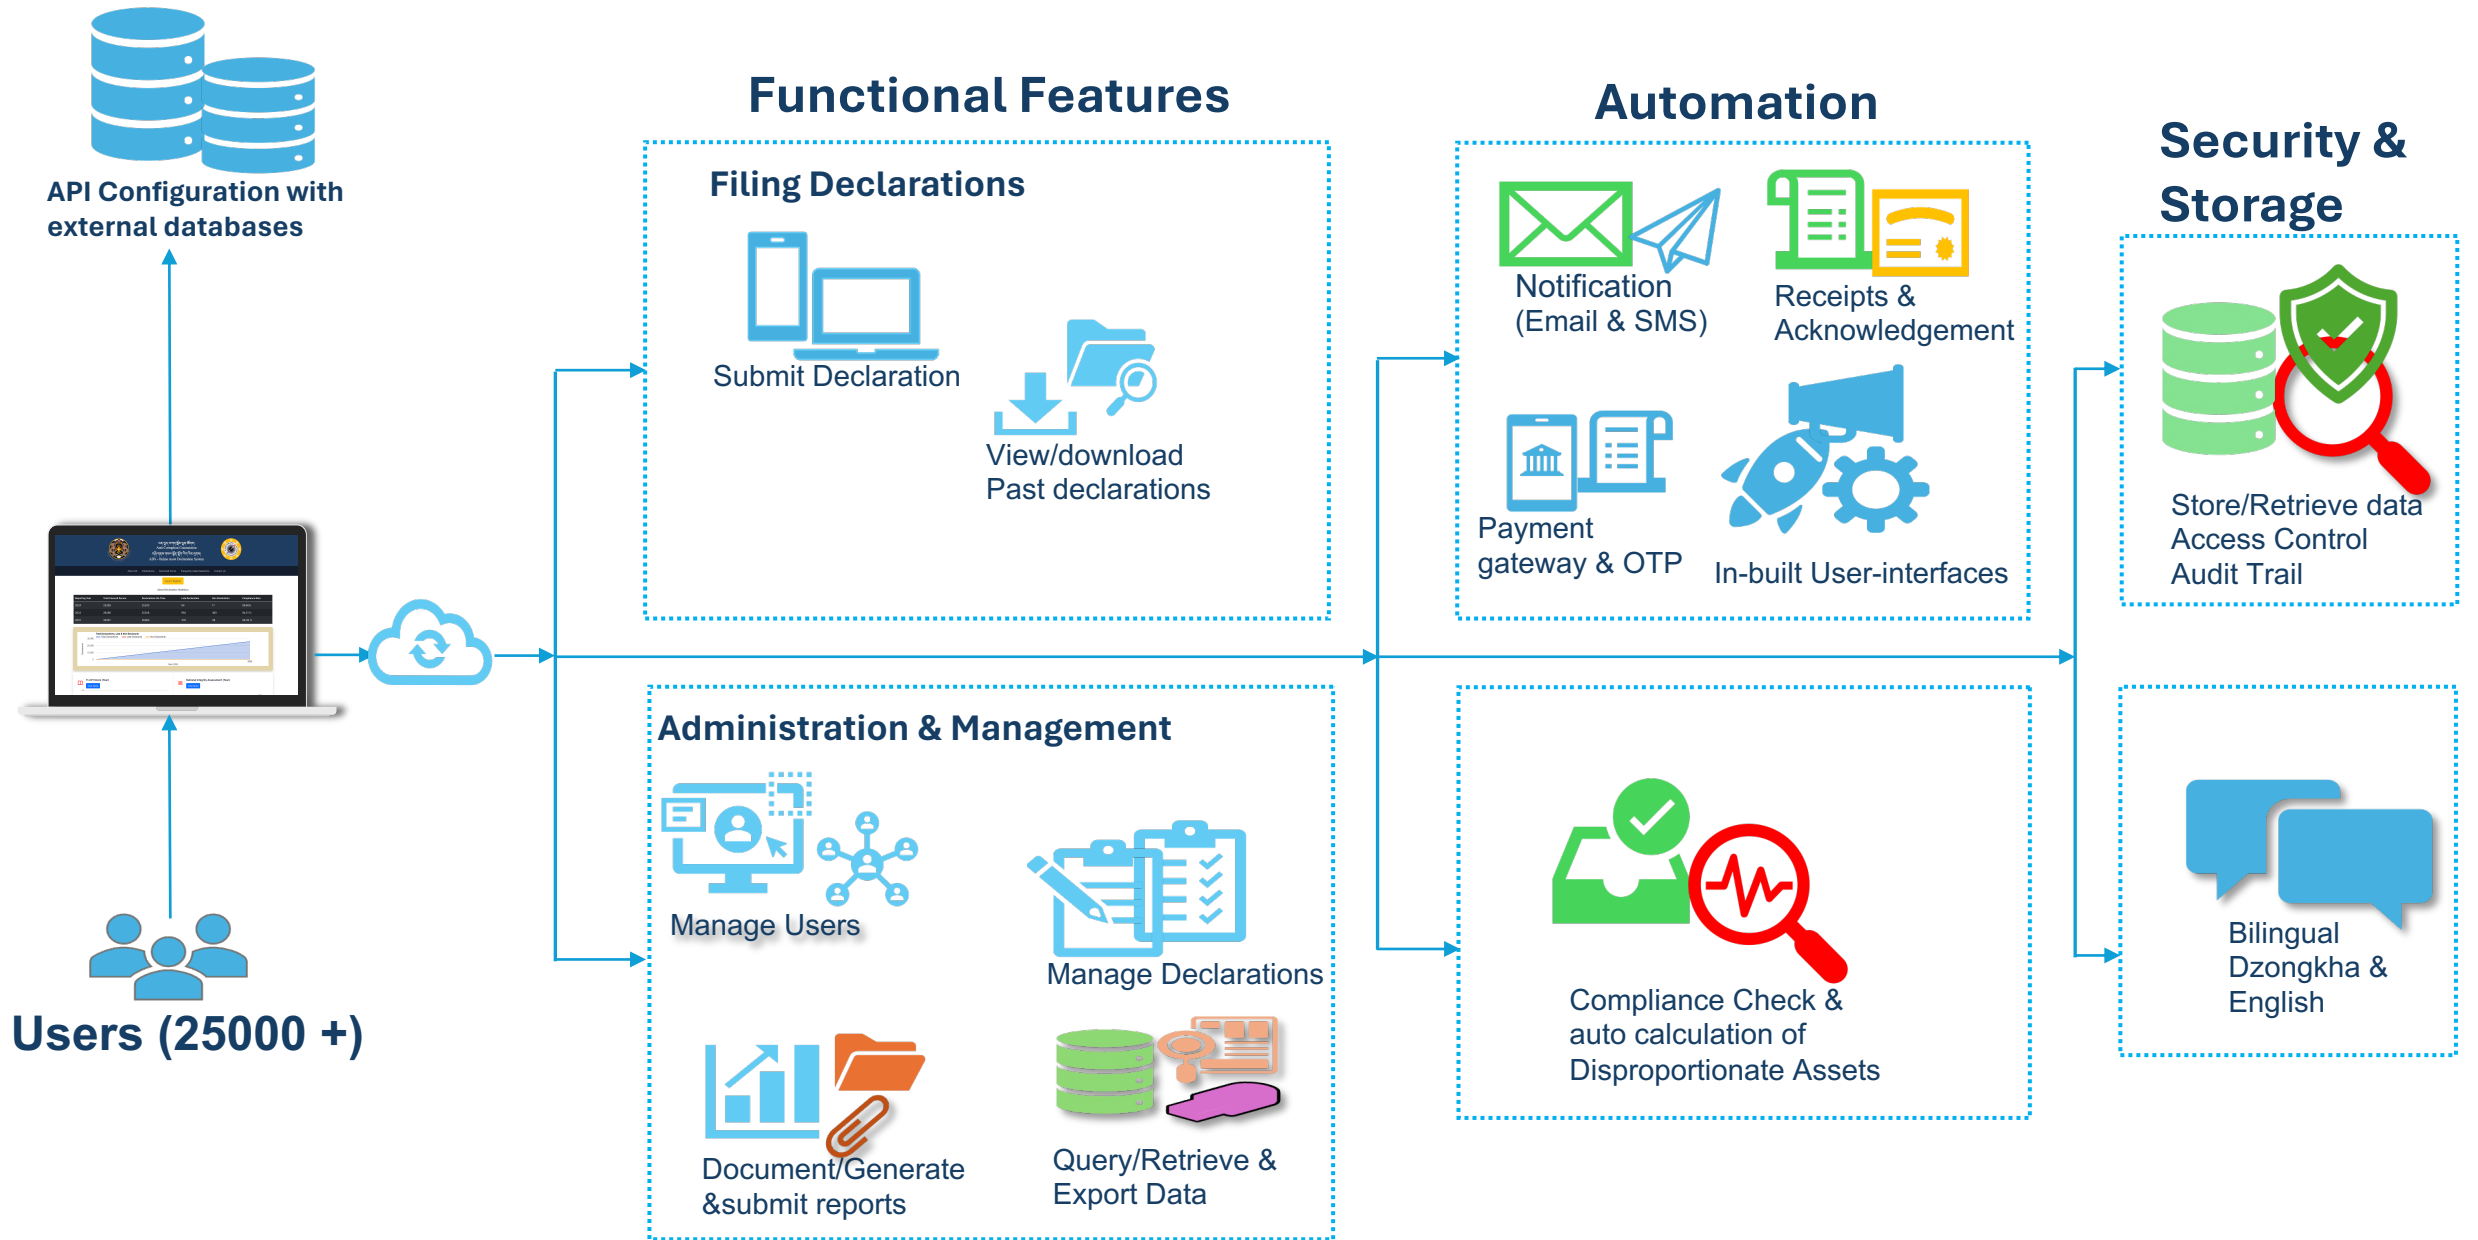 API Configuration with
external databases
Users (25000 +)
Functional Features
Filing Declarations
Submit Declaration
View/download
Past declarations
Administration & Management
Manage Users
Manage Declarations
Document/Generate
&submit reports
Query/Retrieve &
Export Data
Automation
Notification
(Email & SMS)
Receipts &
Acknowledgement
Payment
gateway & OTP
In-built User-interfaces
Compliance Check &
auto calculation of
Disproportionate Assets
Security &
Storage
Store/Retrieve data
Access Control
Audit Trail
Bilingual
Dzongkha &
English